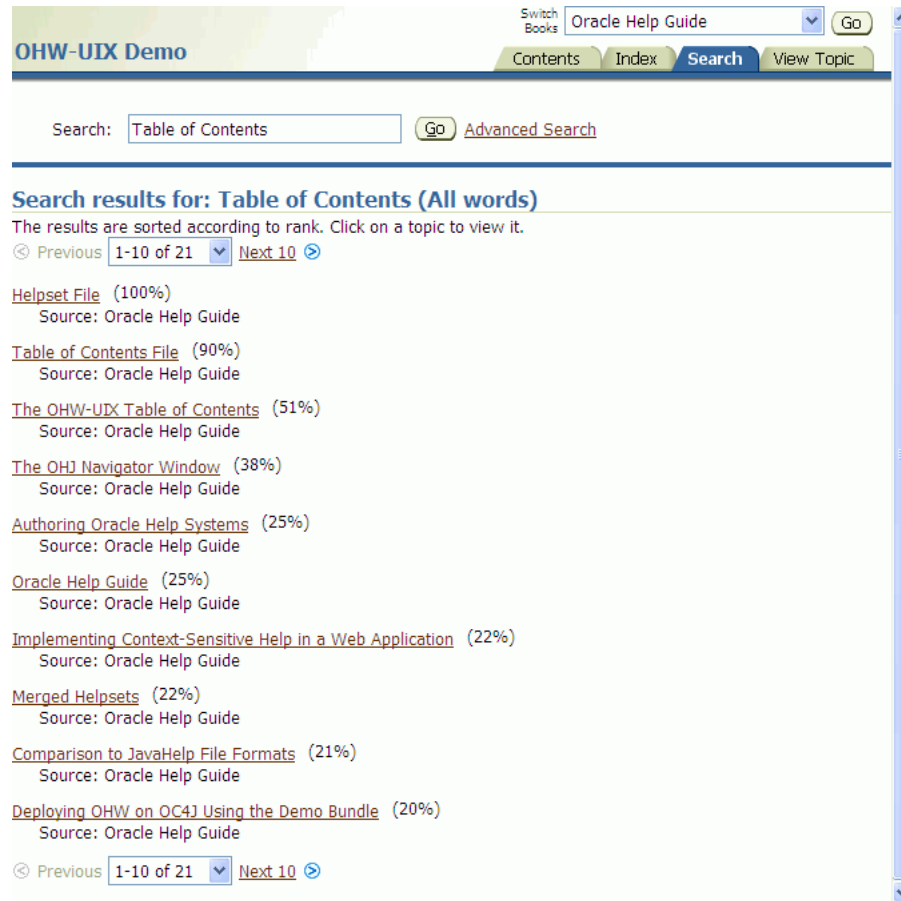 Switch Books Oracle Help Guide Go
OHW-UIX Demo
Contents Index Search View Topic
Search: Table of Contents Go Advanced Search
Search results for: Table of Contents (All words)
The results are sorted according to rank. Click on a topic to view it.
Previous 1-10 of 21 Next 10
Helpset File (100%)
Source: Oracle Help Guide
Table of Contents File (90%)
Source: Oracle Help Guide
The OHW-UIX Table of Contents (51%)
Source: Oracle Help Guide
The OHJ Navigator Window (38%)
Source: Oracle Help Guide
Authoring Oracle Help Systems (25%)
Source: Oracle Help Guide
Oracle Help Guide (25%)
Source: Oracle Help Guide
Implementing Context-Sensitive Help in a Web Application (22%)
Source: Oracle Help Guide
Merged Helpsets (22%)
Source: Oracle Help Guide
Comparison to JavaHelp File Formats (21%)
Source: Oracle Help Guide
Deploying OHW on OC4J Using the Demo Bundle (20%)
Source: Oracle Help Guide
Previous 1-10 of 21 Next 10